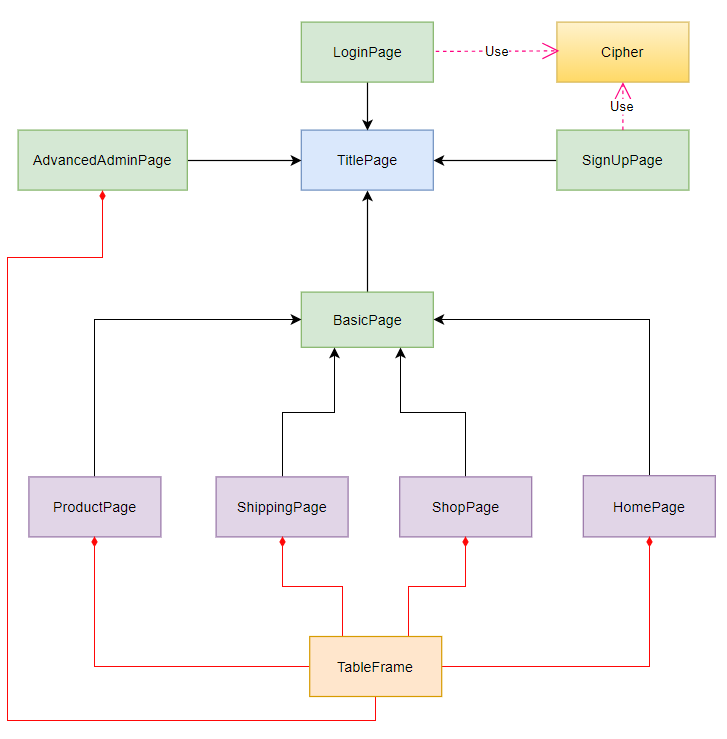 LoginPage
Use
Cipher
Use
AdvancedAdminPage
TitlePage
SignUpPage
BasicPage
ProductPage
ShippingPage
ShopPage
HomePage
TableFrame